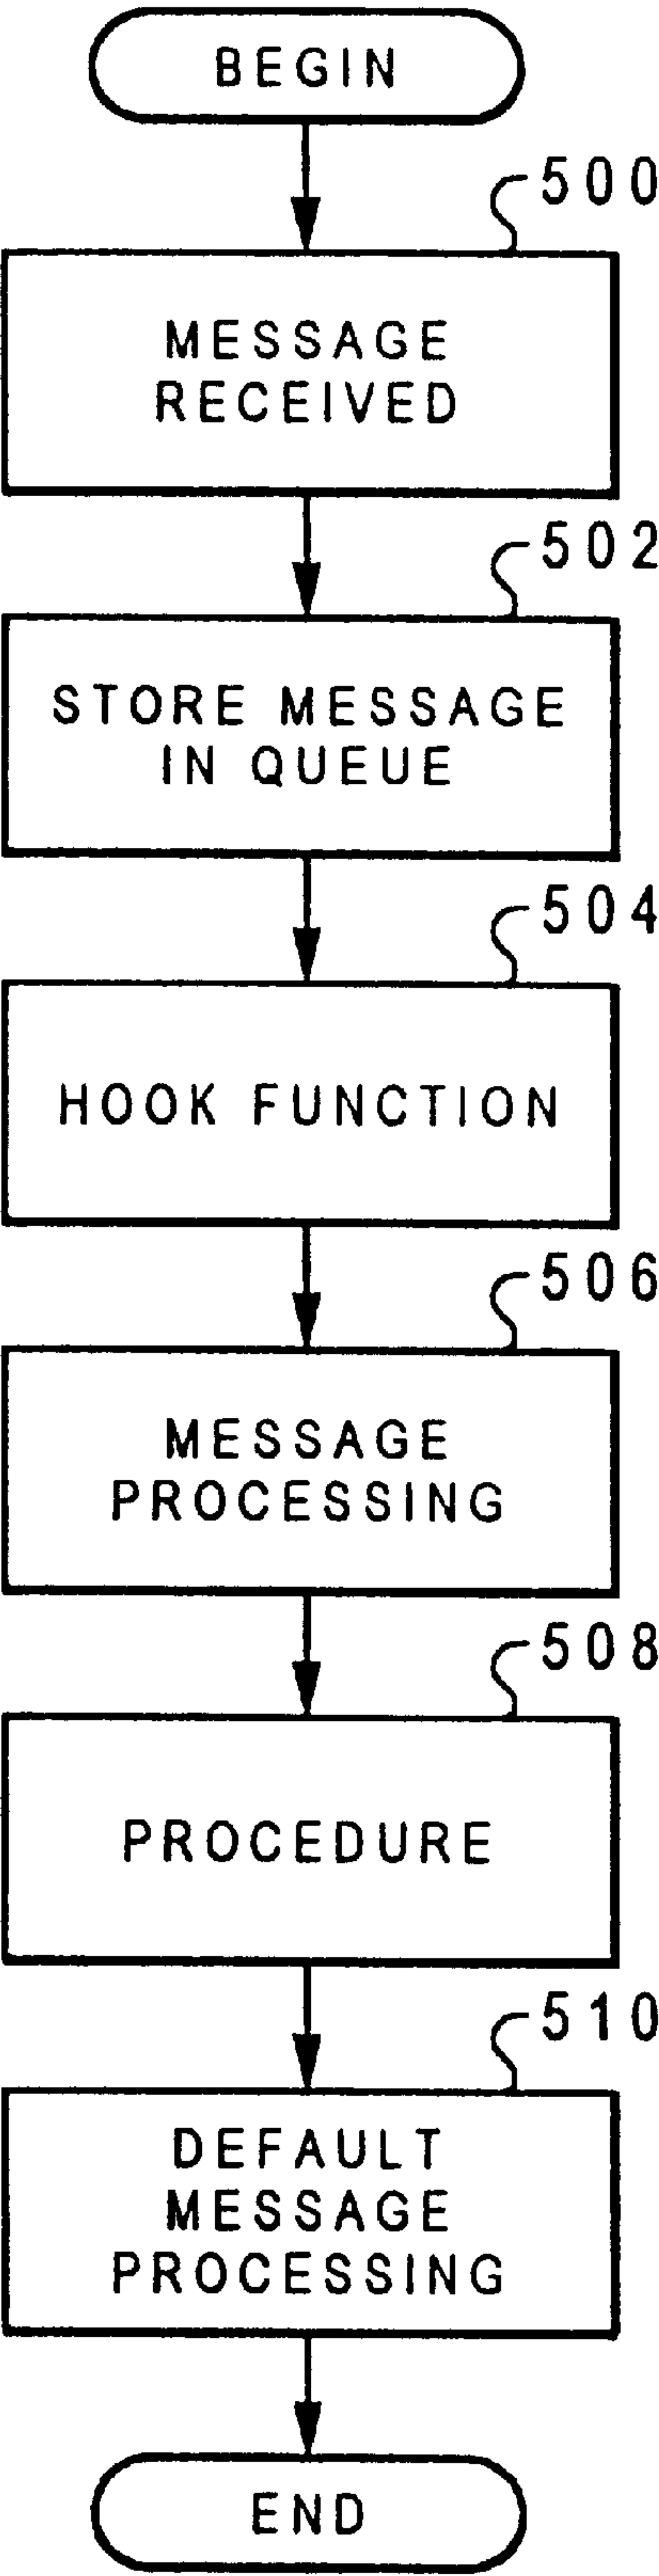 BEGIN
500
MESSAGE
RECEIVED
502
STORE MESSAGE
IN QUEUE
504
HOOK FUNCTION
506
MESSAGE
PROCESSING
508
PROCEDURE
510
DEFAULT
MESSAGE
PROCESSING
END